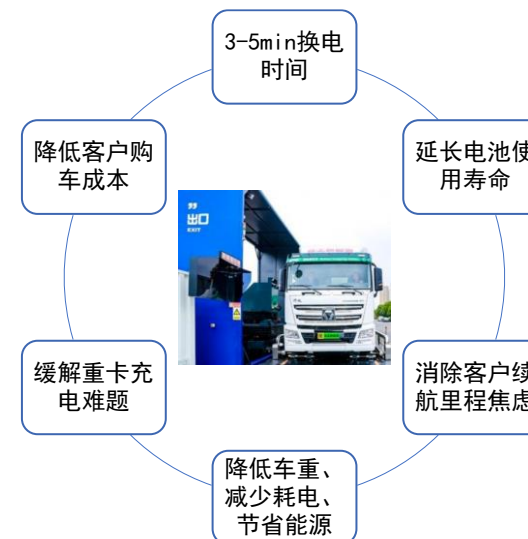 3-5min换电
时间
延长电池使
用寿命
消除客户续
航里程焦虑
降低车重、
减少耗电、
节省能源
缓解重卡充
电难题
降低客户购
车成本
出口
EXIT